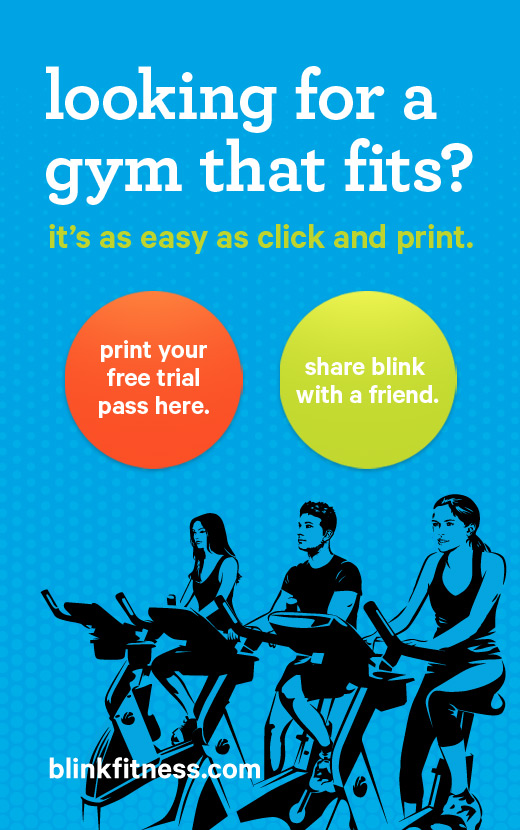 looking for a
gym that fits?
it's as easy as click and print.
print your
free trial
pass here.
share blink
with a friend.
blinkfitness.com